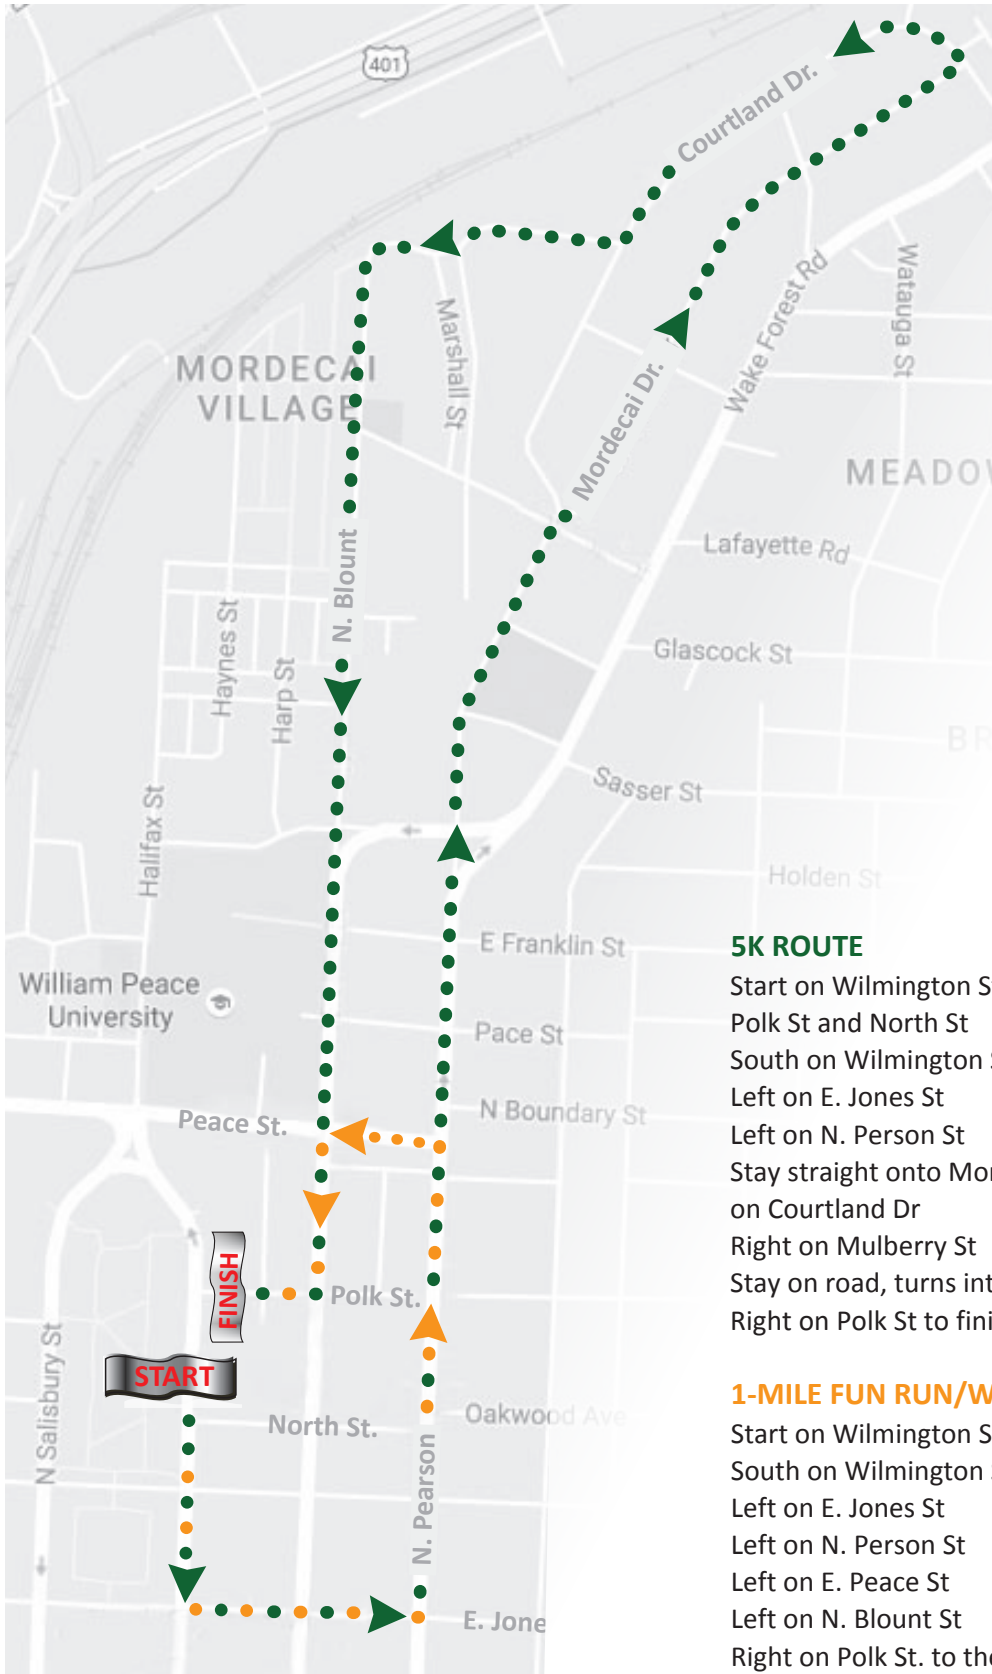 401
Courtland Dr.
Wake Forest Rd
Watauga St
Marshall St
MORDECAI
VILLAGE
Mordecai Dr.
MEADOW
Lafayette Rd
N. Blount
Haynes St
Harp St
Glascock St
BR
Sasser St
Halifax St
Holden St
E Franklin St
William Peace
University
Pace St
Peace St.
N Boundary St
FINISH
Polk St.
START
N Salisbury St
North St.
Oakwood Ave
N. Pearson
E. Jone
5K ROUTE
Start on Wilmington S
Polk St and North St
South on Wilmington S
Left on E. Jones St
Left on N. Person St
Stay straight onto Mor
on Courtland Dr
Right on Mulberry St
Stay on road, turns int
Right on Polk St to fini
1-MILE FUN RUN/W
Start on Wilmington S
South on Wilmington
Left on E. Jones St
Left on N. Person St
Left on E. Peace St
Left on N. Blount St
Right on Polk St. to the